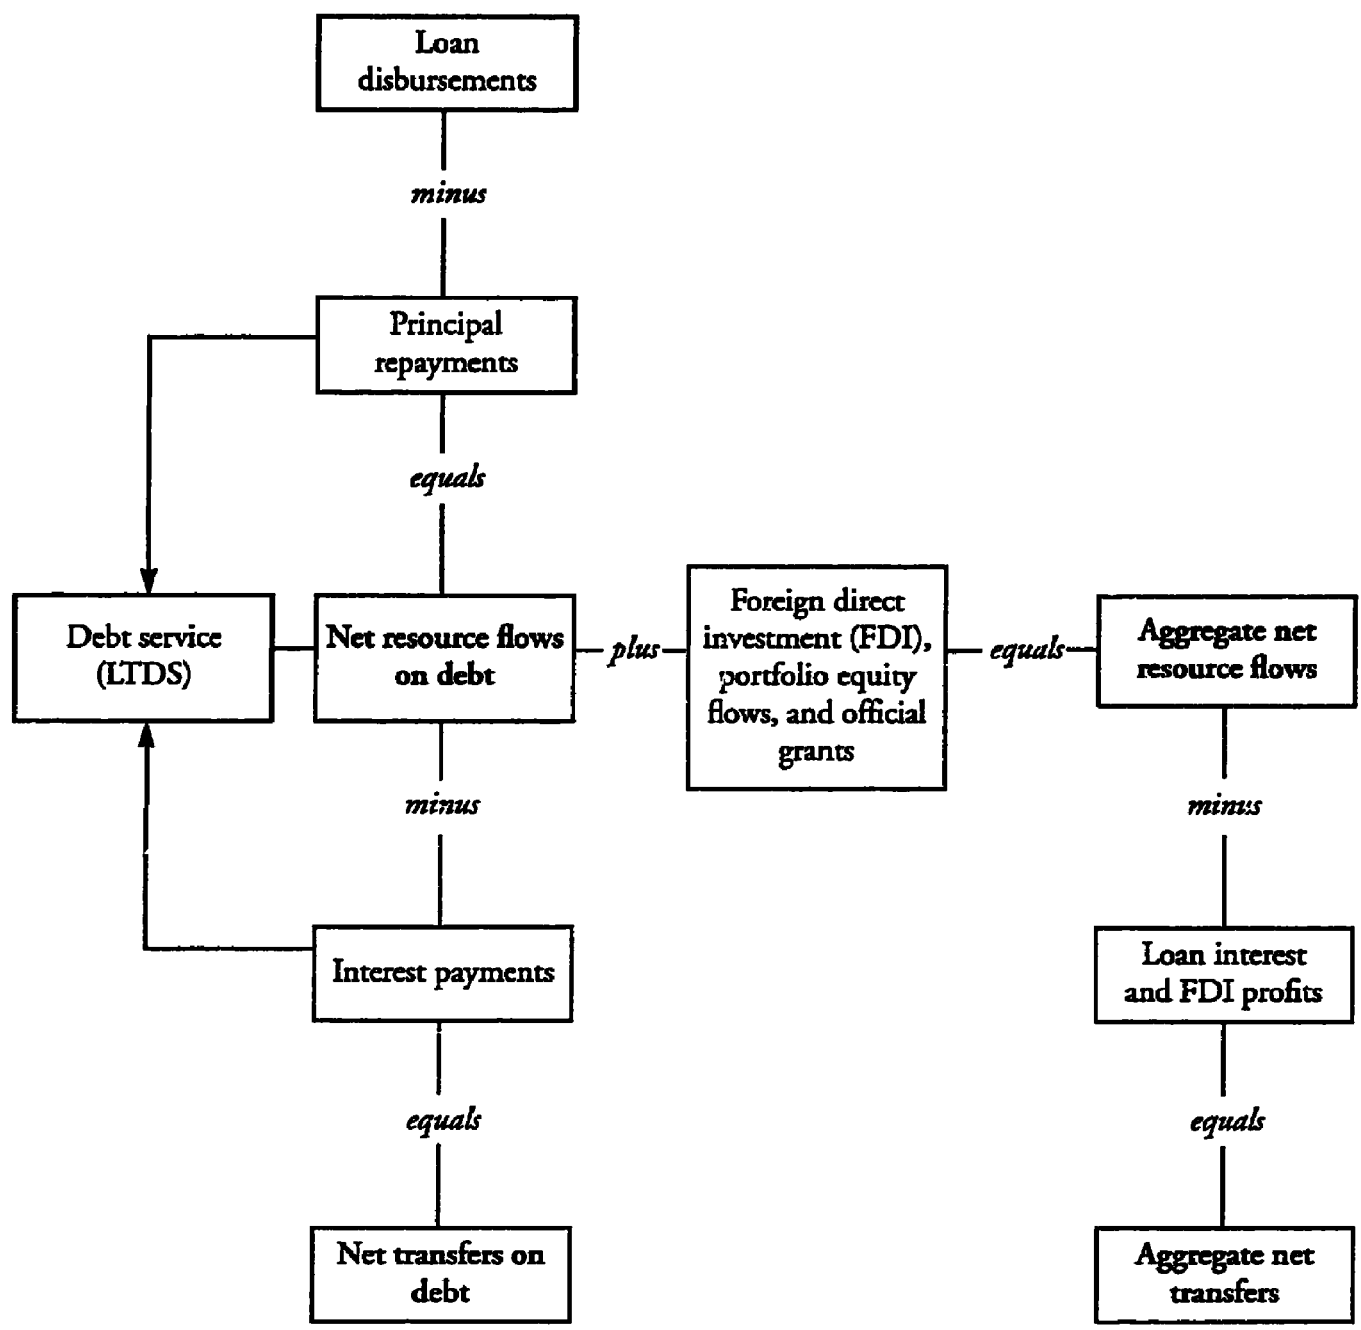 Loan
disbursements
minus
Principal
repayments
equals
Debt service
(LTDS)
Net resource flows
on debt
plus
Foreign direct
investment (FDI),
portfolio equity
flows, and official
grants
equals
Aggregate net
resource flows
minus
minus
Interest payments
Loan interest
and FDI profits
equals
equals
Net transfers on
debt
Aggregate net
transfers